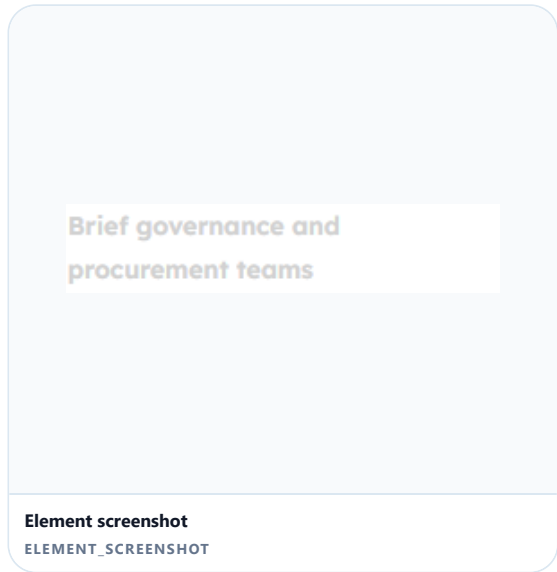 Brief governance and
procurement teams
Element screenshot
ELEMENT_SCREENSHOT